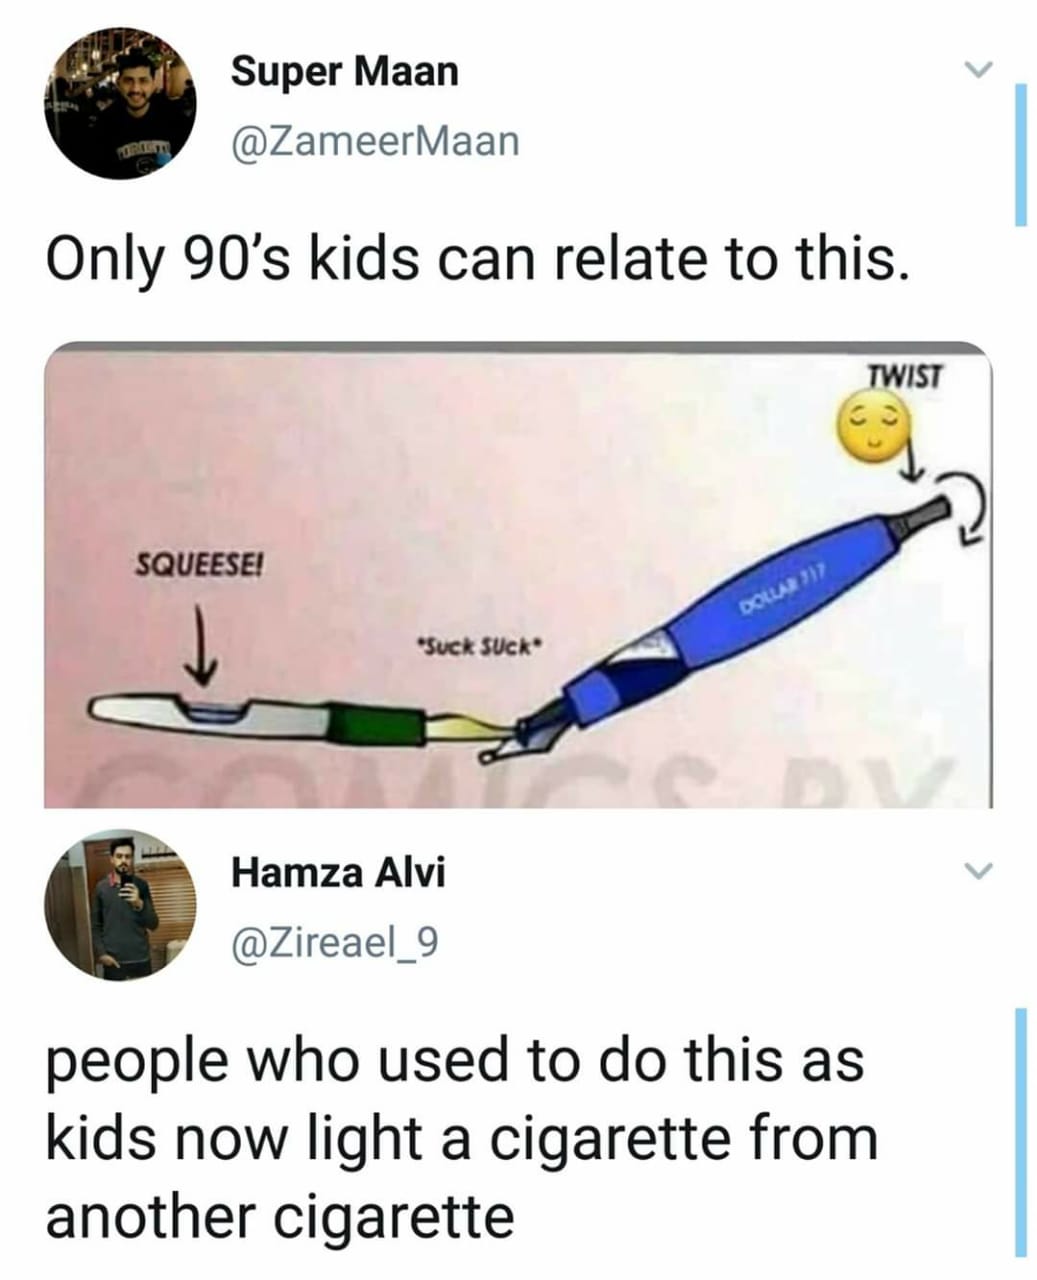 Super Maan
@ZameerMaan
Only 90's kids can relate to this.
TWIST
SQUEESE!
DOLLAR 717
*Suck SUck*
COMICS BY
Hamza Alvi
@Zireael_9
people who used to do this as
kids now light a cigarette from
another cigarette